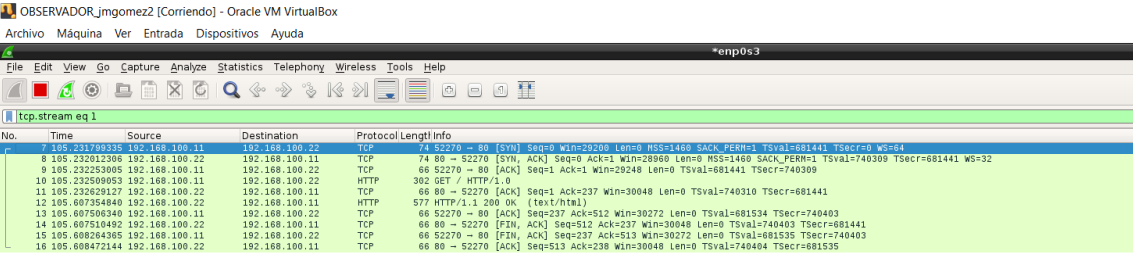 OBSERVADOR_jmgomez2 [Corriendo] - Oracle VM VirtualBox
Archivo Máquina Ver Entrada Dispositivos Ayuda
*enp0s3
File Edit View Go Capture Analyze Statistics Telephony Wireless Tools Help
tcp.stream eq 1
No. Time Source Destination Protocol Lengtl Info
7 105.231799335 192.168.100.11 192.168.100.22 TCP 74 52270 → 80 [SYN] Seq=0 Win=29200 Len=0 MSS=1460 SACK_PERM=1 TSval=681441 TSecr=0 WS=64
8 105.232012306 192.168.100.22 192.168.100.11 TCP 74 80 → 52270 [SYN, ACK] Seq=0 Ack=1 Win=28960 Len=0 MSS=1460 SACK_PERM=1 TSval=740309 TSecr=681441 WS=32
9 105.232253005 192.168.100.11 192.168.100.22 TCP 66 52270 → 80 [ACK] Seq=1 Ack=1 Win=29248 Len=0 TSval=681441 TSecr=740309
10 105.232509053 192.168.100.11 192.168.100.22 HTTP 302 GET / HTTP/1.0
11 105.232629127 192.168.100.22 192.168.100.11 TCP 66 80 → 52270 [ACK] Seq=1 Ack=237 Win=30048 Len=0 TSval=740310 TSecr=681441
12 105.607354840 192.168.100.22 192.168.100.11 HTTP 577 HTTP/1.1 200 OK (text/html)
13 105.607506340 192.168.100.11 192.168.100.22 TCP 66 52270 → 80 [ACK] Seq=237 Ack=512 Win=30272 Len=0 TSval=681534 TSecr=740403
14 105.607510492 192.168.100.22 192.168.100.11 TCP 66 80 → 52270 [FIN, ACK] Seq=512 Ack=237 Win=30048 Len=0 TSval=740403 TSecr=681441
15 105.608264365 192.168.100.11 192.168.100.22 TCP 66 52270 → 80 [FIN, ACK] Seq=237 Ack=513 Win=30272 Len=0 TSval=681535 TSecr=740403
16 105.608472144 192.168.100.22 192.168.100.11 TCP 66 80 → 52270 [ACK] Seq=513 Ack=238 Win=30048 Len=0 TSval=740404 TSecr=681535